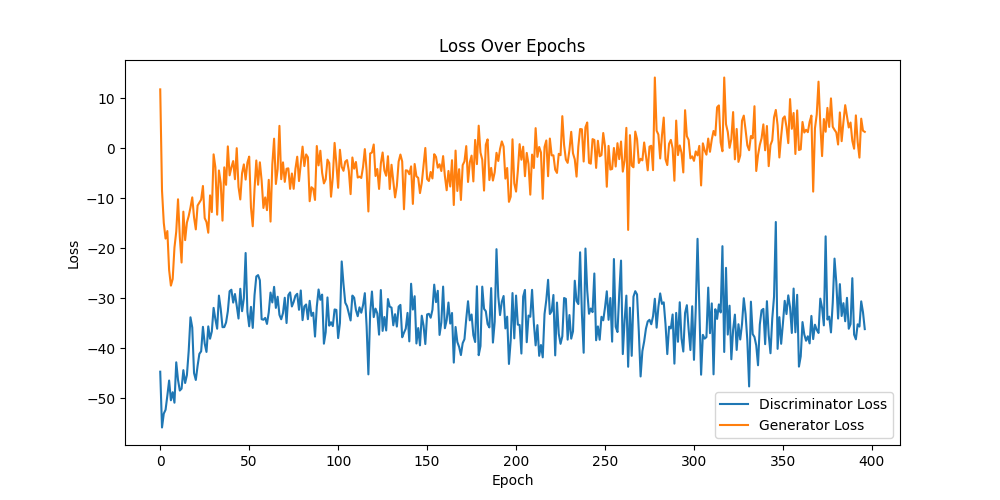 Loss Over Epochs
Loss
10
0
−10
−20
−30
−40
−50
0 50 100 150 200 250 300 350 400
Epoch
Discriminator Loss
Generator Loss